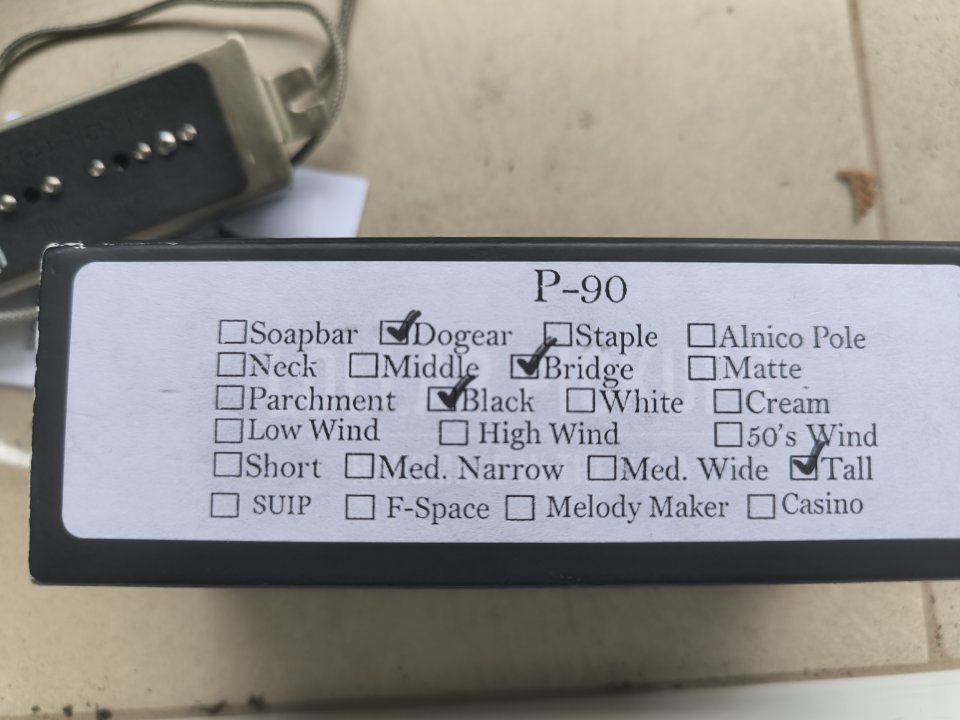 P-90
☐Soapbar ☑Dogear ☐Staple ☐Alnico Pole
☐Neck ☐Middle ☑Bridge ☐Matte
☐Parchment ☑Black ☐White ☐Cream
☐Low Wind ☐ High Wind ☐50's Wind
☐Short ☐Med. Narrow ☐Med. Wide ☑Tall
☐ SUIP ☐ F-Space ☐ Melody Maker ☐ Casino